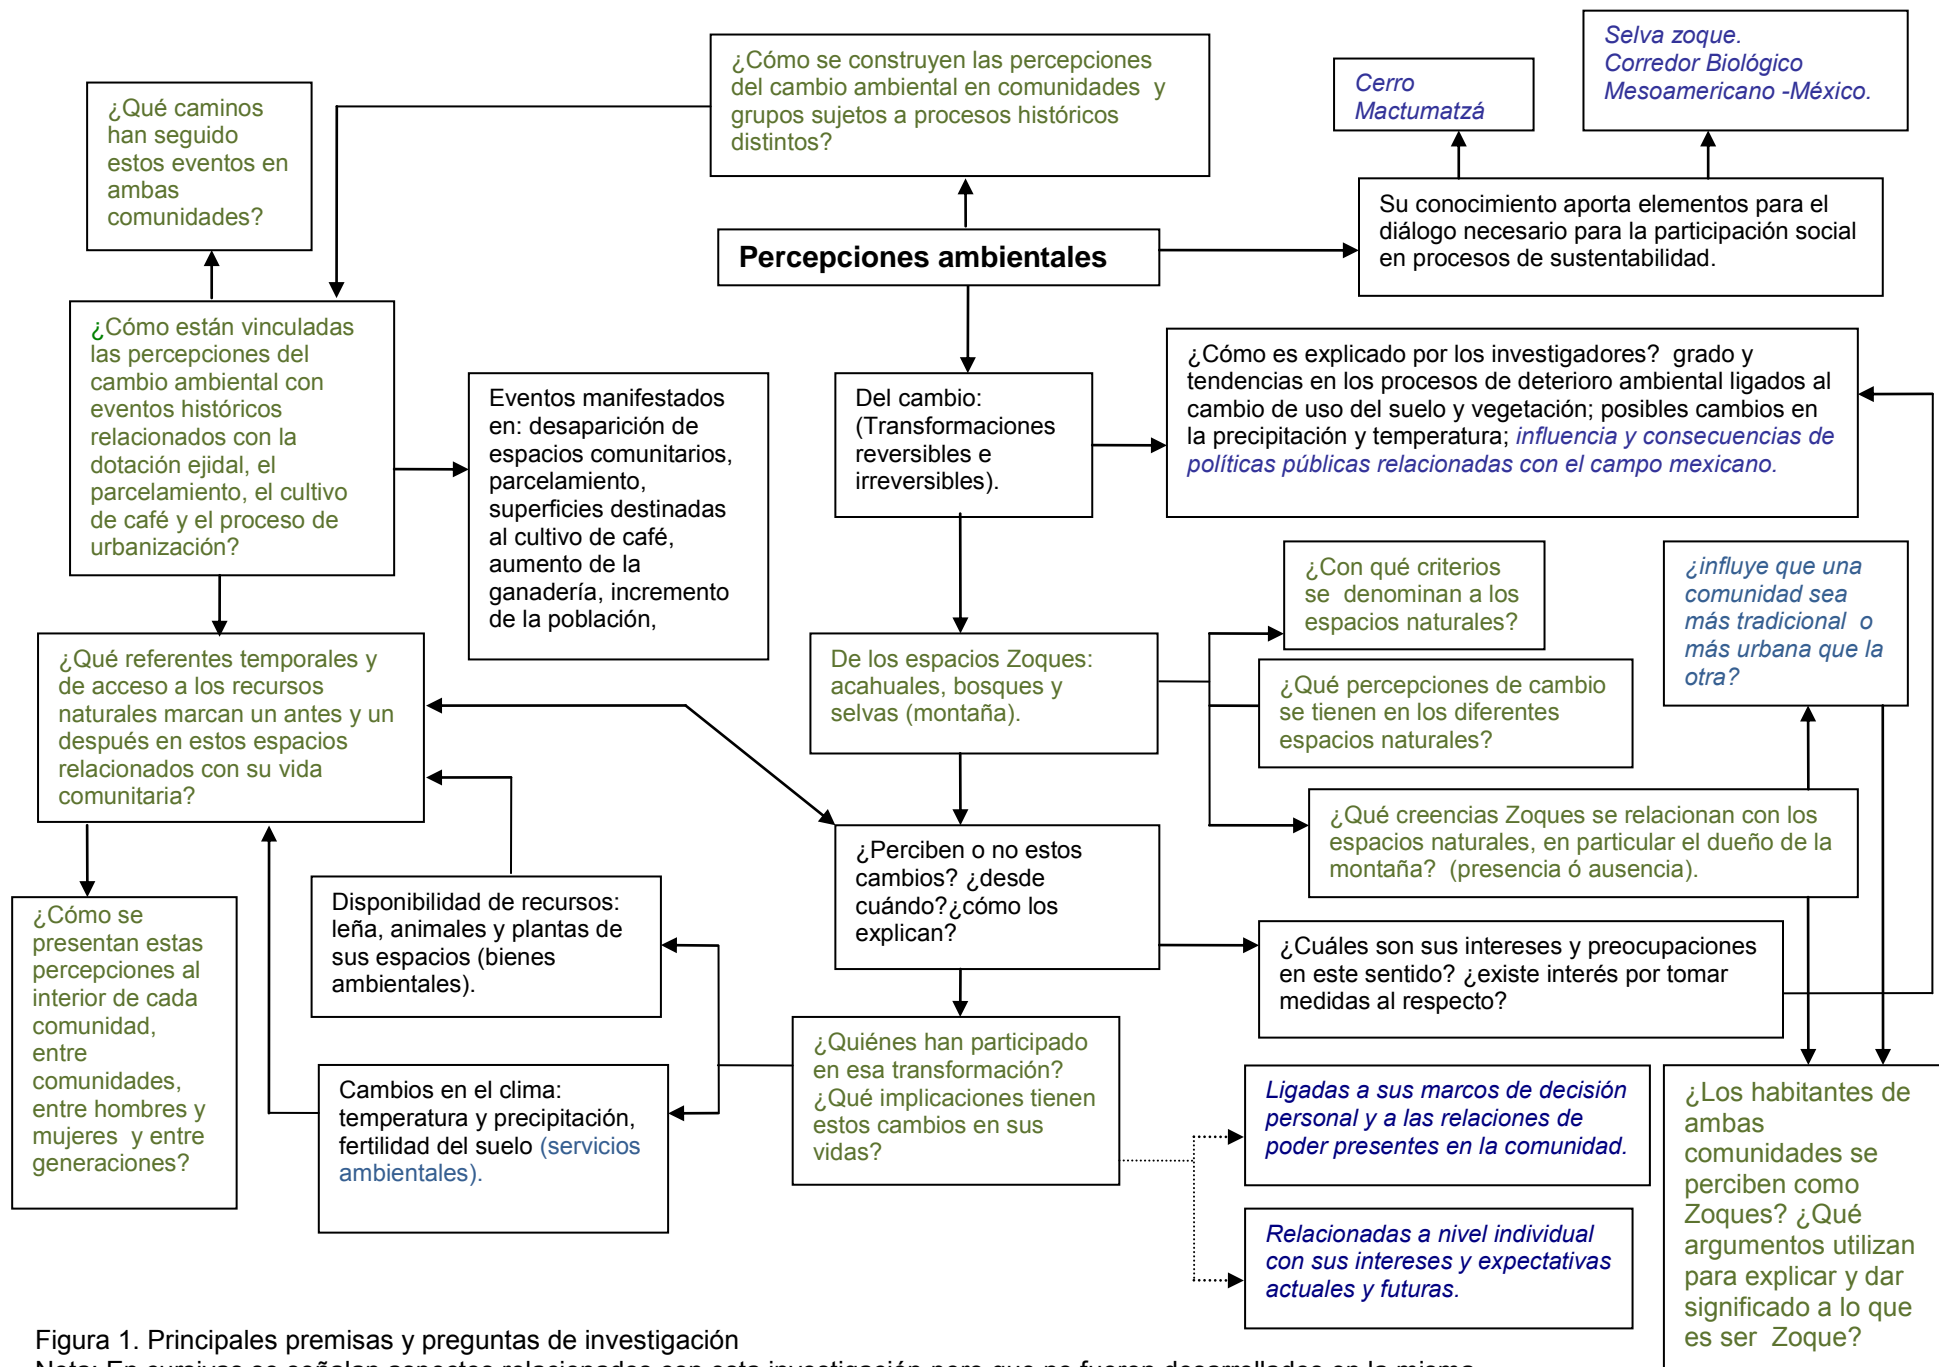 Selva zoque.
Corredor Biológico
Mesoamericano -México.
Cerro
Mactumatzá
¿Cómo se construyen las percepciones
del cambio ambiental en comunidades y
grupos sujetos a procesos históricos
distintos?
¿Qué caminos
han seguido
estos eventos en
ambas
comunidades?
Su conocimiento aporta elementos para el
diálogo necesario para la participación social
en procesos de sustentabilidad.
Percepciones ambientales
¿Cómo están vinculadas
las percepciones del
cambio ambiental con
eventos históricos
relacionados con la
dotación ejidal, el
parcelamiento, el cultivo
de café y el proceso de
urbanización?
Eventos manifestados
en: desaparición de
espacios comunitarios,
parcelamiento,
superficies destinadas
al cultivo de café,
aumento de la
ganadería, incremento
de la población,
Del cambio:
(Transformaciones
reversibles e
irreversibles).
¿Cómo es explicado por los investigadores? grado y
tendencias en los procesos de deterioro ambiental ligados al
cambio de uso del suelo y vegetación; posibles cambios en
la precipitación y temperatura; influencia y consecuencias de
políticas públicas relacionadas con el campo mexicano.
¿Con qué criterios
se denominan a los
espacios naturales?
¿influye que una
comunidad sea
más tradicional o
más urbana que la
otra?
¿Qué referentes temporales y
de acceso a los recursos
naturales marcan un antes y un
después en estos espacios
relacionados con su vida
comunitaria?
De los espacios Zoques:
acahuales, bosques y
selvas (montaña).
¿Qué percepciones de cambio
se tienen en los diferentes
espacios naturales?
¿Qué creencias Zoques se relacionan con los
espacios naturales, en particular el dueño de la
montaña? (presencia ó ausencia).
¿Perciben o no estos
cambios? ¿desde
cuándo?¿cómo los
explican?
Disponibilidad de recursos:
leña, animales y plantas de
sus espacios (bienes
ambientales).
¿Cómo se
presentan estas
percepciones al
interior de cada
comunidad,
entre
comunidades,
entre hombres y
mujeres y entre
generaciones?
¿Cuáles son sus intereses y preocupaciones
en este sentido? ¿existe interés por tomar
medidas al respecto?
¿Quiénes han participado
en esa transformación?
¿Qué implicaciones tienen
estos cambios en sus
vidas?
Cambios en el clima:
temperatura y precipitación,
fertilidad del suelo (servicios
ambientales).
Ligadas a sus marcos de decisión
personal y a las relaciones de
poder presentes en la comunidad.
¿Los habitantes de
ambas
comunidades se
perciben como
Zoques? ¿Qué
argumentos utilizan
para explicar y dar
significado a lo que
es ser Zoque?
Relacionadas a nivel individual
con sus intereses y expectativas
actuales y futuras.
Figura 1. Principales premisas y preguntas de investigación
Nota: En cursivas se señalan aspectos relacionados con esta investigación pero que no fueron desarrollados en la misma